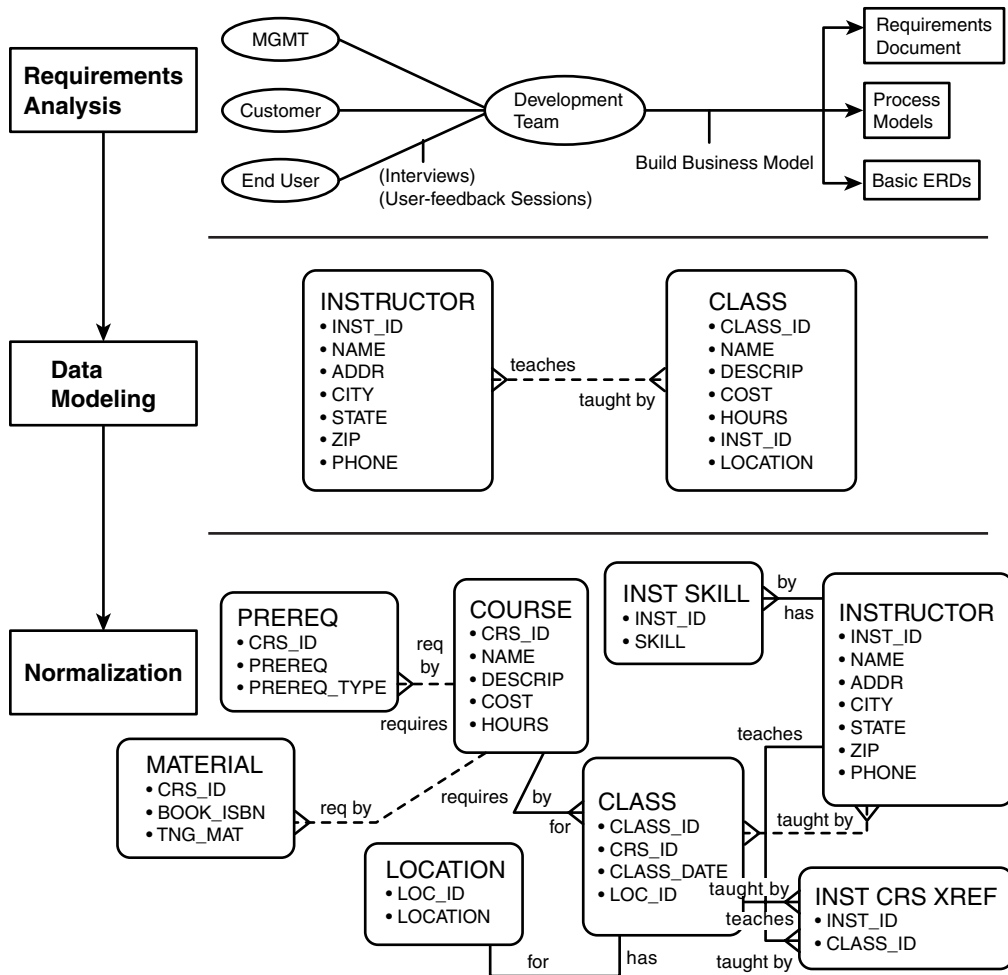 Requirements
Analysis
MGMT
Customer
End User
(Interviews)
(User-feedback Sessions)
Development
Team
Build Business Model
Requirements
Document
Process
Models
Basic ERDs
Data
Modeling
INSTRUCTOR
• INST_ID
• NAME
• ADDR
• CITY
• STATE
• ZIP
• PHONE
teaches
taught by
CLASS
• CLASS_ID
• NAME
• DESCRIP
• COST
• HOURS
• INST_ID
• LOCATION
Normalization
PREREQ
• CRS_ID
• PREREQ
• PREREQ_TYPE
req
by
requires
COURSE
• CRS_ID
• NAME
• DESCRIP
• COST
• HOURS
INST SKILL
• INST_ID
• SKILL
by
has
INSTRUCTOR
• INST_ID
• NAME
• ADDR
• CITY
• STATE
• ZIP
• PHONE
teaches
taught by
MATERIAL
• CRS_ID
• BOOK_ISBN
• TNG_MAT
req by
requires
by
for
CLASS
• CLASS_ID
• CRS_ID
• CLASS_DATE
• LOC_ID
LOCATION
• LOC_ID
• LOCATION
for
has
taught by
teaches
taught by
INST CRS XREF
• INST_ID
• CLASS_ID